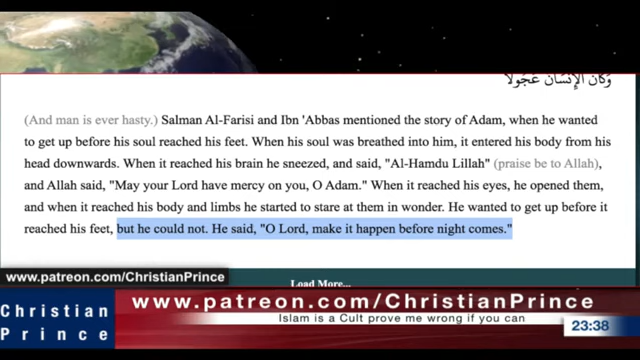 وَكَانَ الْإِنْسَانُ عَجُولًا
(And man is ever hasty.) Salman Al-Farisi and Ibn 'Abbas mentioned the story of Adam, when he wanted
to get up before his soul reached his feet. When his soul was breathed into him, it entered his body from his
head downwards. When it reached his brain he sneezed, and said, "Al-Hamdu Lillah" (praise be to Allah),
and Allah said, "May your Lord have mercy on you, O Adam." When it reached his eyes, he opened them,
and when it reached his body and limbs he started to stare at them in wonder. He wanted to get up before it
reached his feet, but he could not. He said, "O Lord, make it happen before night comes."
www.patreon.com/ChristianPrince
Load More...
Christian
Prince
www.patreon.com/ChristianPrince
Islam is a Cult prove me wrong if you can
23:38